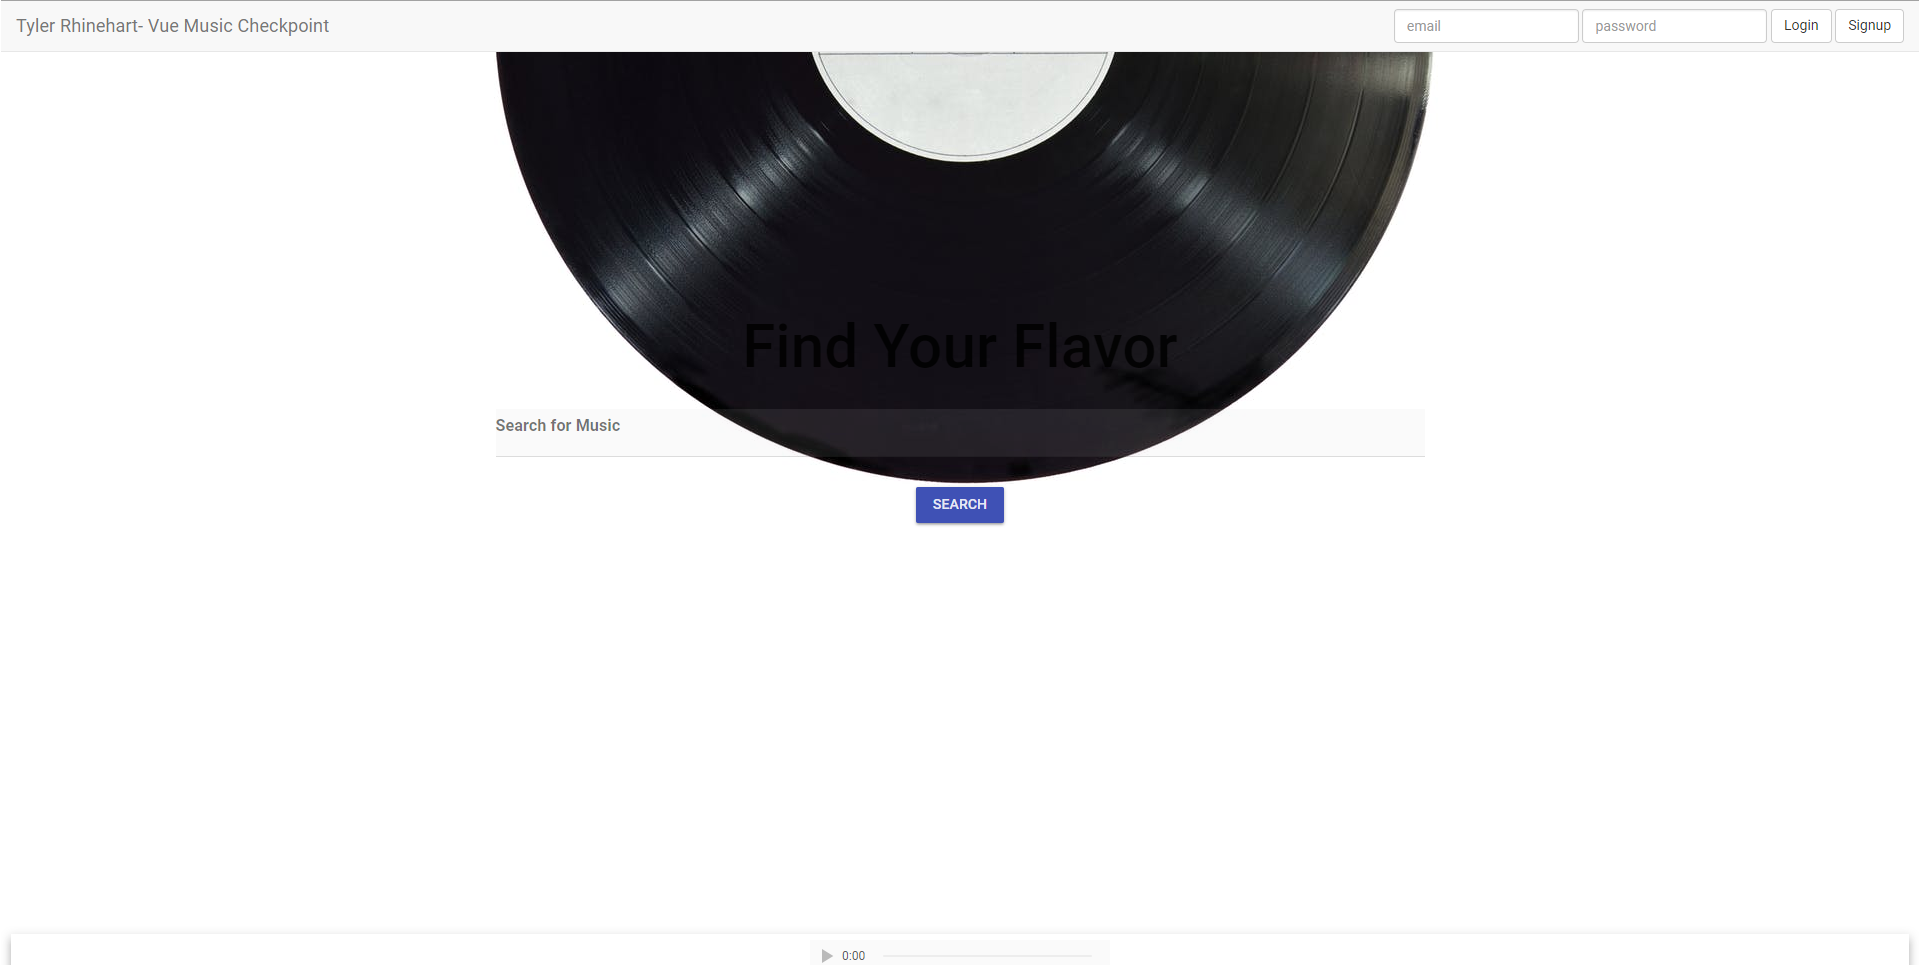 Tyler Rhinehart- Vue Music Checkpoint
email
password
Login
Signup
Find Your Flavor
Search for Music
SEARCH
0:00